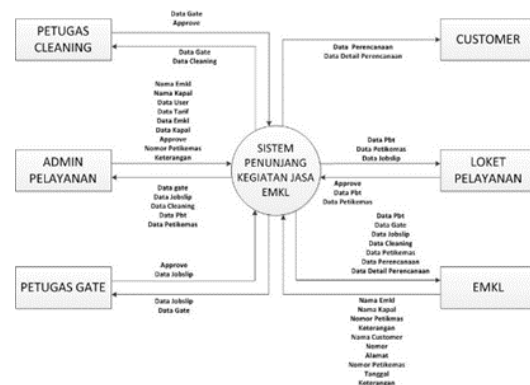 Data Gate
Approve
PETUGAS
CLEANING
Data Gate
Data Cleaning
Data Perencanaan
Data Detail Perencanaan
CUSTOMER
Nama Emkl
Nama Kapal
Data User
Data Tarif
Data Emkl
Data Kapal
Approve
Nomor Petikemas
Keterangan
ADMIN
PELAYANAN
Data gate
Data Jobslip
Data Cleaning
Data Pbt
Data Petikemas
SISTEM
PENUNJANG
KEGIATAN JASA
EMKL
Data Pbt
Data Petikemas
Data Jobslip
LOKET
PELAYANAN
Approve
Data Pbt
Data Petikemas
Approve
Data Jobslip
PETUGAS GATE
Data Jobslip
Data Gate
Data Pbt
Data Gate
Data Jobslip
Data Cleaning
Data Petikemas
Data Perencanaan
Data Detail Perencanaan
EMKL
Nama Emkl
Nama Kapal
Nomor Petikmas
Keterangan
Nama Customer
Nomor
Alamat
Nomor Petikemas
Tanggal
Keterangan